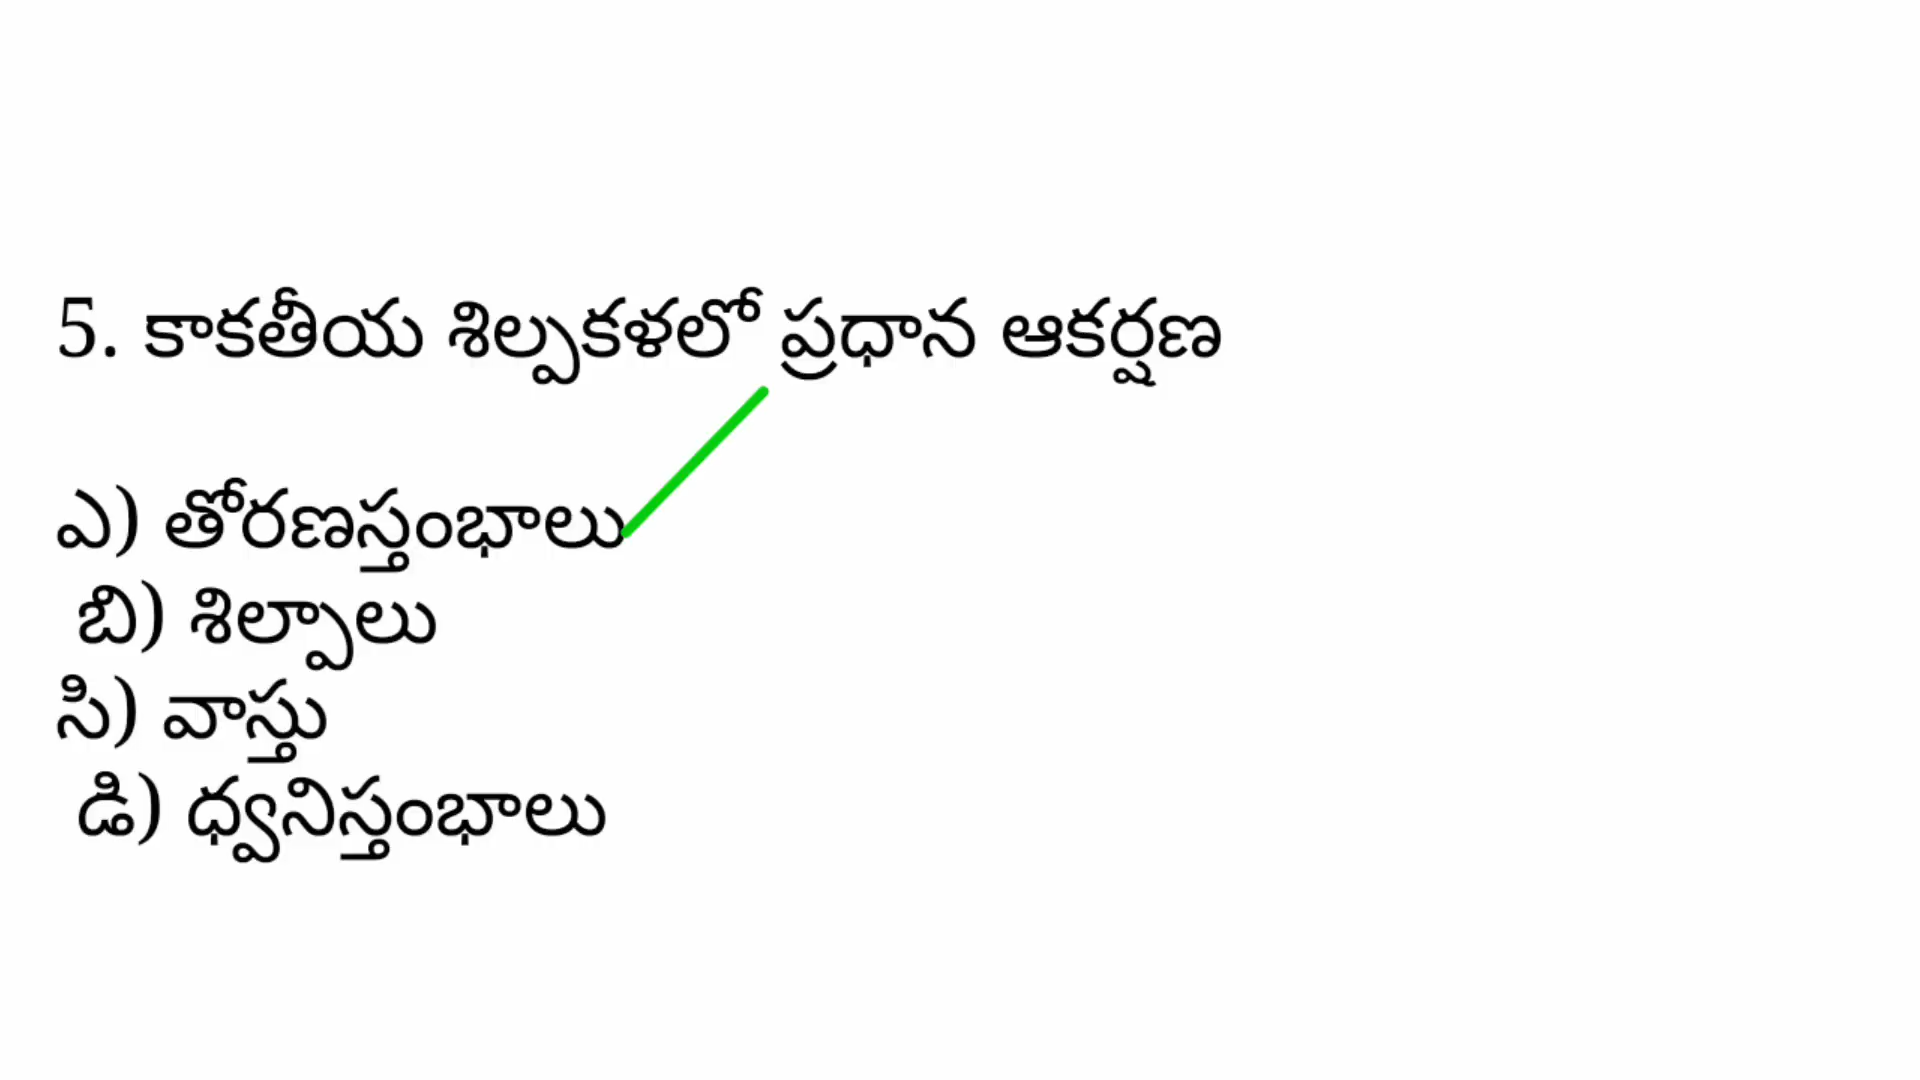 5. కాకతీయ శిల్పకళలో ప్రధాన ఆకర్షణ
ఎ) తోరణస్తంభాలు
బి) శిల్పాలు
సి) వాస్తు
డి) ధ్వనిస్తంభాలు